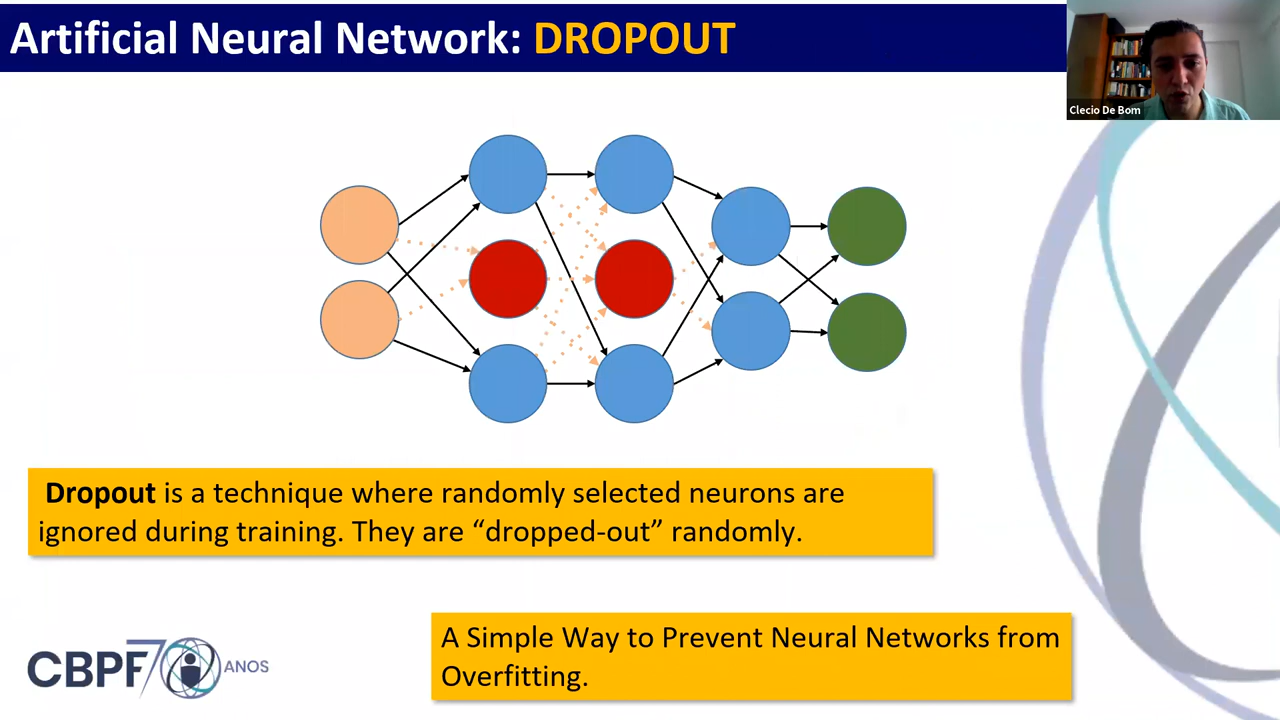 Artificial Neural Network: DROPOUT
Clecio De Bom
Dropout is a technique where randomly selected neurons are
ignored during training. They are “dropped-out” randomly.
A Simple Way to Prevent Neural Networks from
Overfitting.
CBPF 70 ANOS